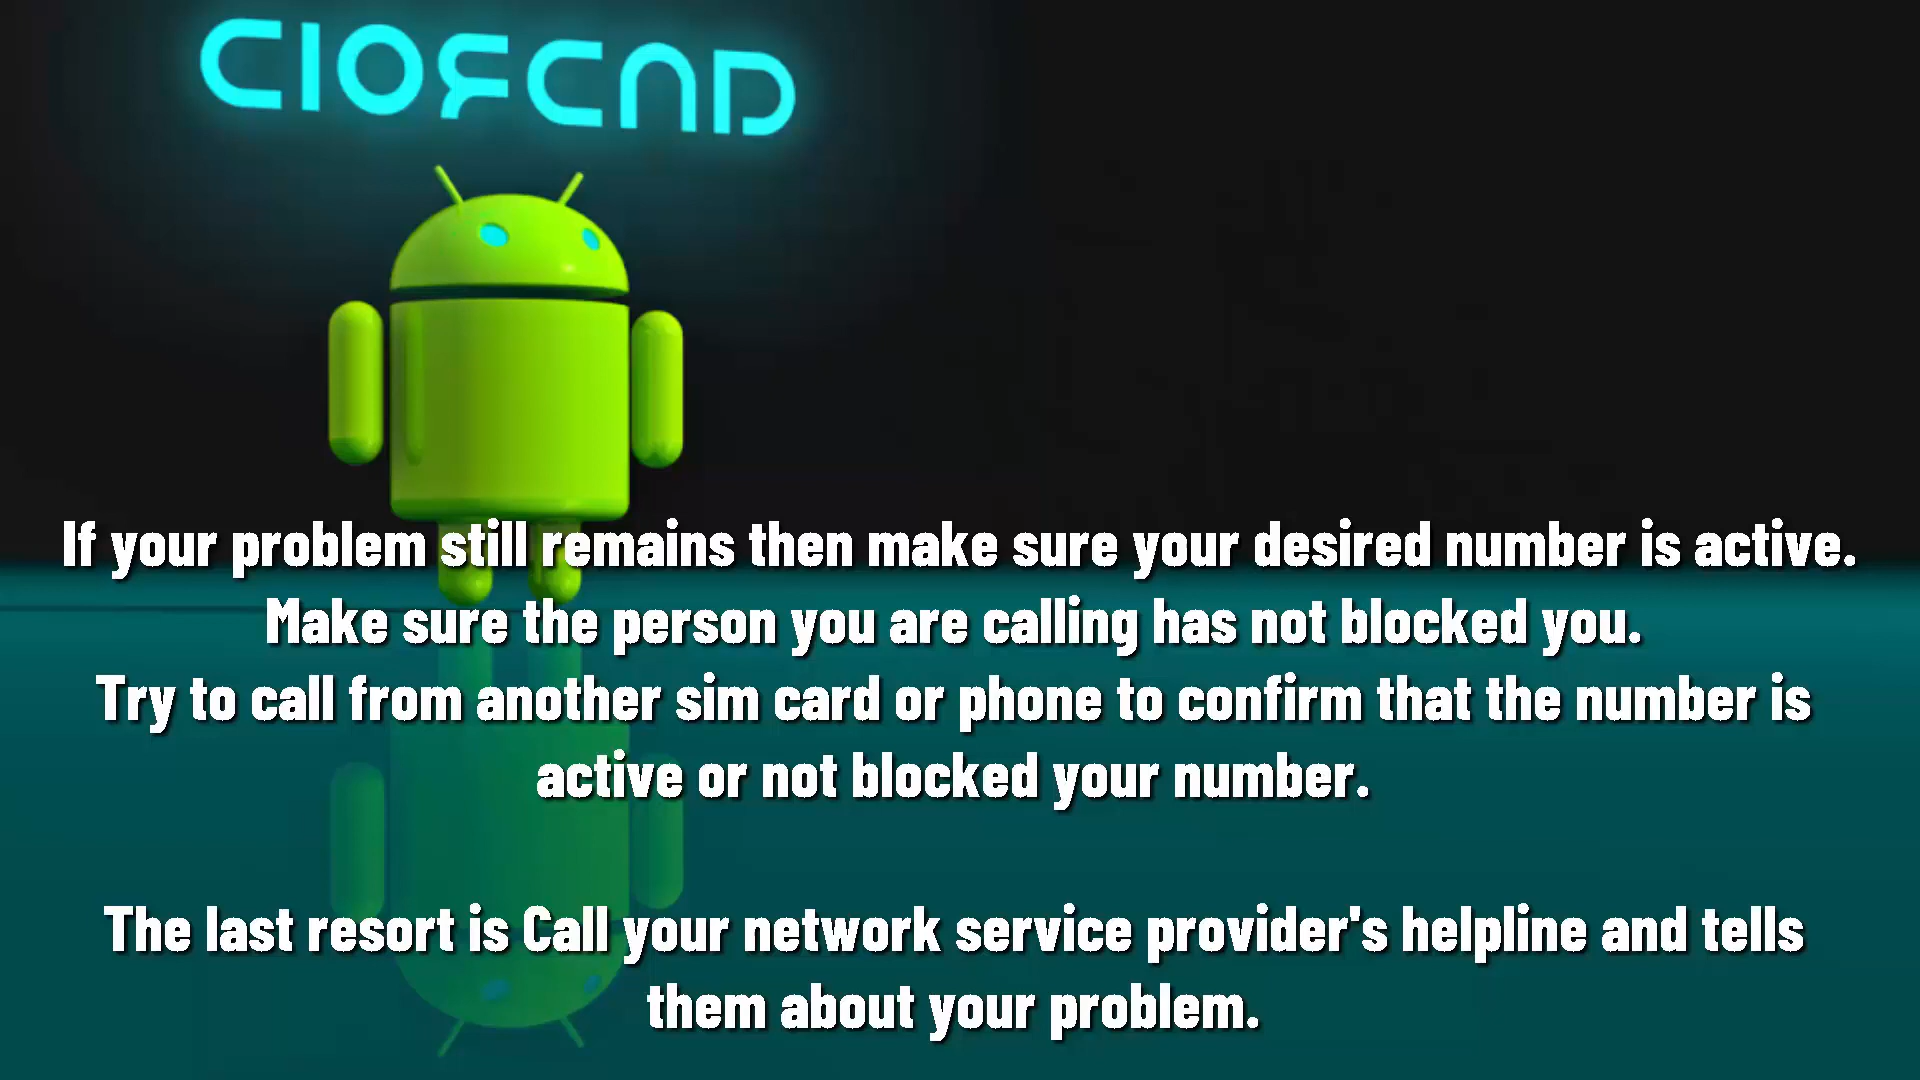 CIOFCND
If your problem still remains then make sure your desired number is active.
Make sure the person you are calling has not blocked you.
Try to call from another sim card or phone to confirm that the number is
active or not blocked your number.
The last resort is Call your network service provider's helpline and tells
them about your problem.